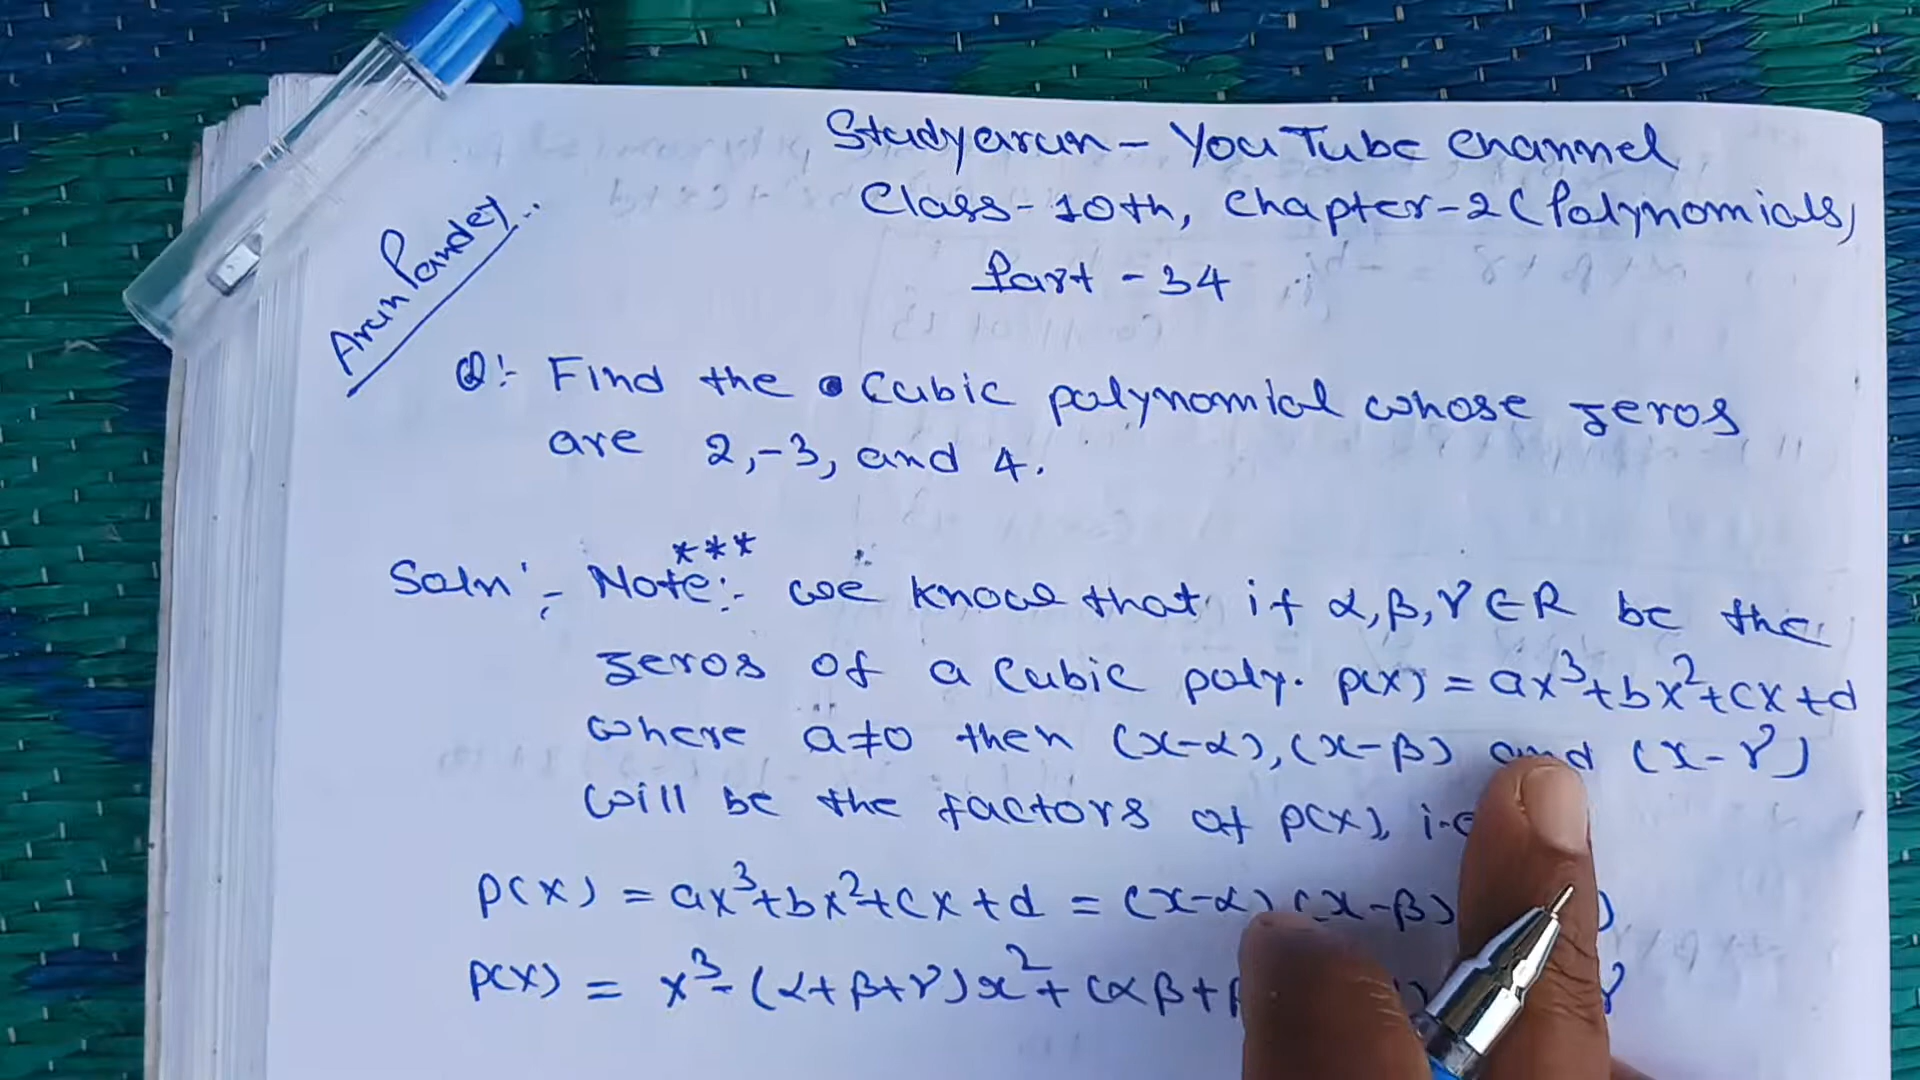 Studyarun - YouTube Channel
Class-10th, Chapter-2 (Polynomials)
Part - 34
Arun Pandey..
Q:- Find the Cubic polynomial whose zeros
are 2,-3, and 4.
Soln:- Note:- ***
we know that if α,β,γ∈R be the
zeros of a Cubic poly. p(x) = ax³+bx²+cx+d
where a≠0 then (x-α),(x-β) and (x-γ)
will be the factors of p(x), i.e
p(x) = ax³+bx²+cx+d = (x-α)(x-β)
p(x) = x³-(α+β+γ)x²+(αβ+